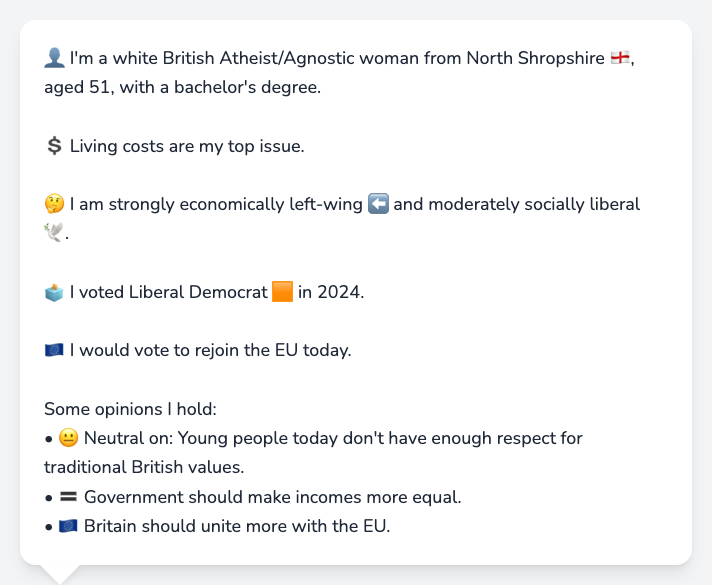 👤 I'm a white British Atheist/Agnostic woman from North Shropshire 🏴󠁧󠁢󠁥󠁮󠁧󠁿,
aged 51, with a bachelor's degree.
💲 Living costs are my top issue.
🤔 I am strongly economically left-wing ⬅️ and moderately socially liberal
🕊️.
🗳️ I voted Liberal Democrat 🟧 in 2024.
🇪🇺 I would vote to rejoin the EU today.
Some opinions I hold:
• 😐 Neutral on: Young people today don't have enough respect for
traditional British values.
• 🟰 Government should make incomes more equal.
• 🇪🇺 Britain should unite more with the EU.